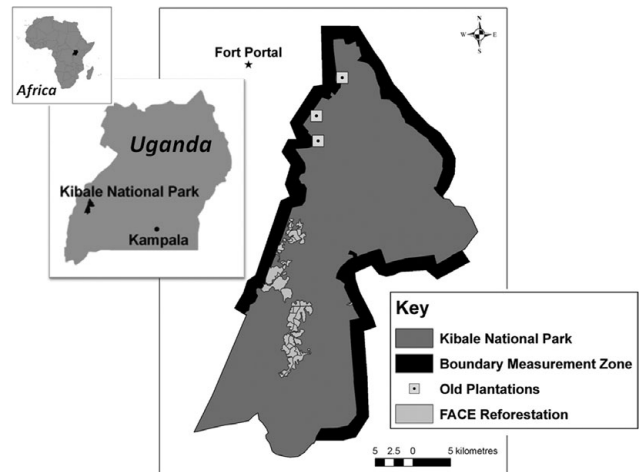 Africa
Fort Portal
Uganda
Kibale National Park
Kampala
N
W E
S
Key
Kibale National Park
Boundary Measurement Zone
Old Plantations
FACE Reforestation
5 2.5 0 5 kilometres